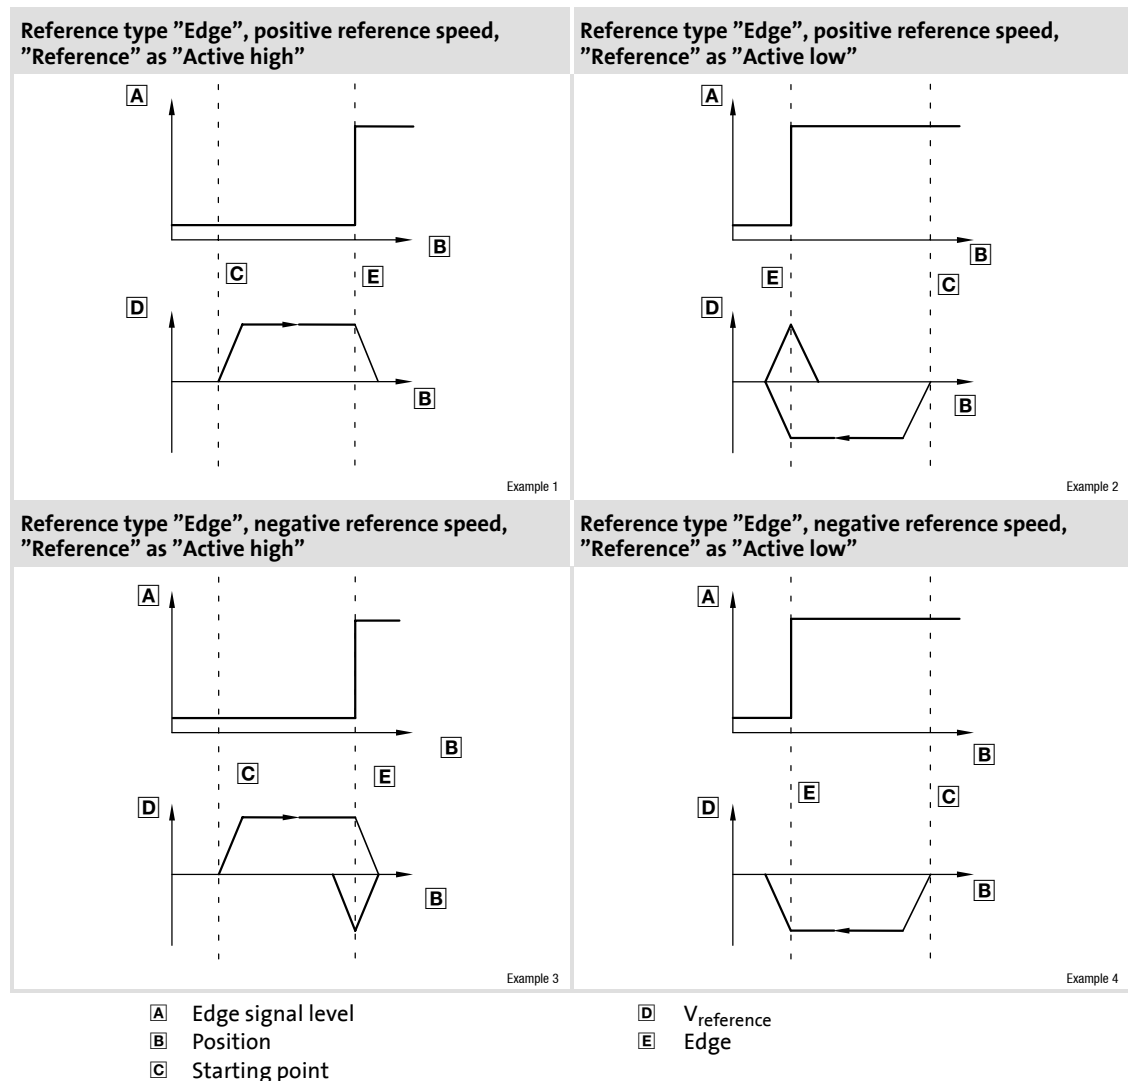 Reference type ”Edge”, positive reference speed,
”Reference” as ”Active high”
A
B
C
E
D
B
Example 1
Reference type ”Edge”, positive reference speed,
”Reference” as ”Active low”
A
B
E
C
D
B
Example 2
Reference type ”Edge”, negative reference speed,
”Reference” as ”Active high”
A
B
C
E
D
B
Example 3
Reference type ”Edge”, negative reference speed,
”Reference” as ”Active low”
A
B
E
C
D
B
Example 4
A Edge signal level
B Position
C Starting point
D Vreference
E Edge